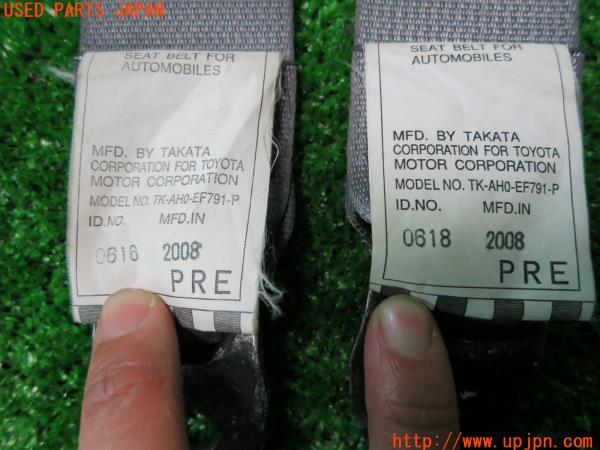 USED PARTS JAPAN
SEAT BELT FOR
AUTOMOBILES
MFD. BY TAKATA
CORPORATION FOR TOYOTA
MOTOR CORPORATION
MODEL NO. TK-AH0-EF791-P
ID.NO. MFD.IN
0616 2008
PRE
SEAT BELT FOR
AUTOMOBILES
MFD. BY TAKATA
CORPORATION FOR TOYOTA
MOTOR CORPORATION
MODEL NO. TK-AH0-EF791-P
ID.NO. MFD.IN
0618 2008
PRE
http://www.upjpn.com/